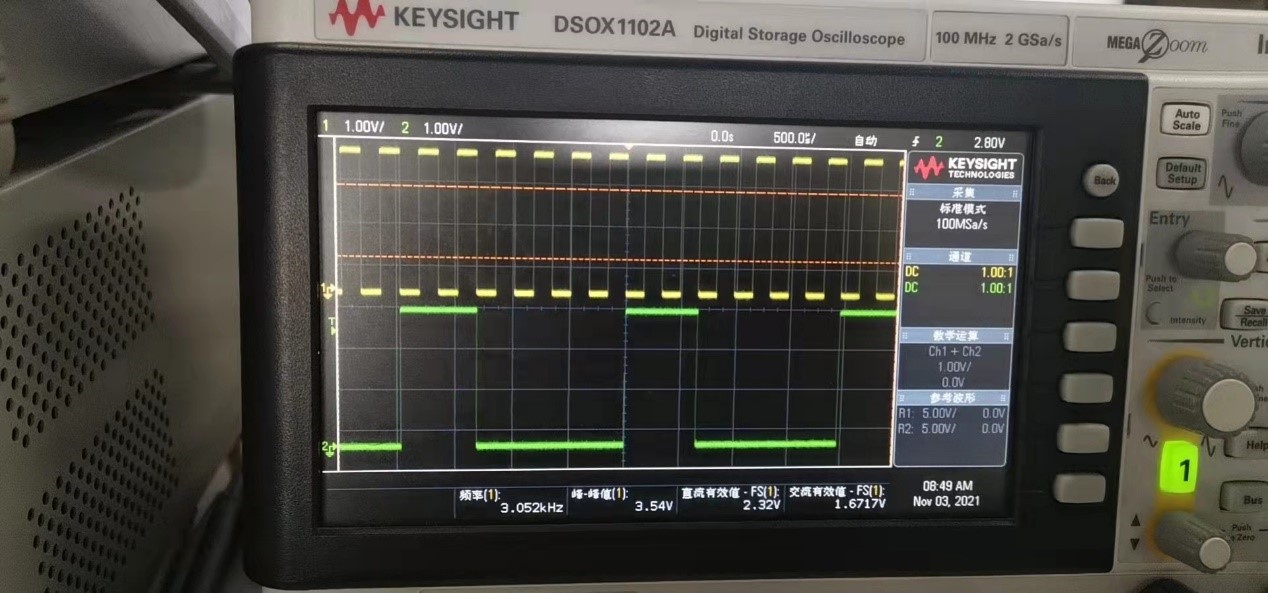 KEYSIGHT DSOX1102A Digital Storage Oscilloscope 100 MHz 2 GSa/s MEGA Zoom
1 1.00V/ 2 1.00V/ 0.0s 500.0㎲/ 自动 2 2.80V
KEYSIGHT
TECHNOLOGIES
采集
标准模式
100MSa/s
通道
DC 1.00:1
DC 1.00:1
数学运算
Ch1 + Ch2
1.00V/
0.0V
参考波形
R1: 5.00V/ 0.0V
R2: 5.00V/ 0.0V
频率(1): 峰-峰值(1): 直流有效值 - FS(1): 交流有效值 - FS(1):
3.052kHz 3.54V 2.32V 1.6717V
08:49 AM
Nov 03, 2021
1
T
2
Auto
Scale
Default
Setup
Back
Push
Fine
Entry
Push to
Select
Intensity
Save
Recall
Help
1
Bus
Push
Zero